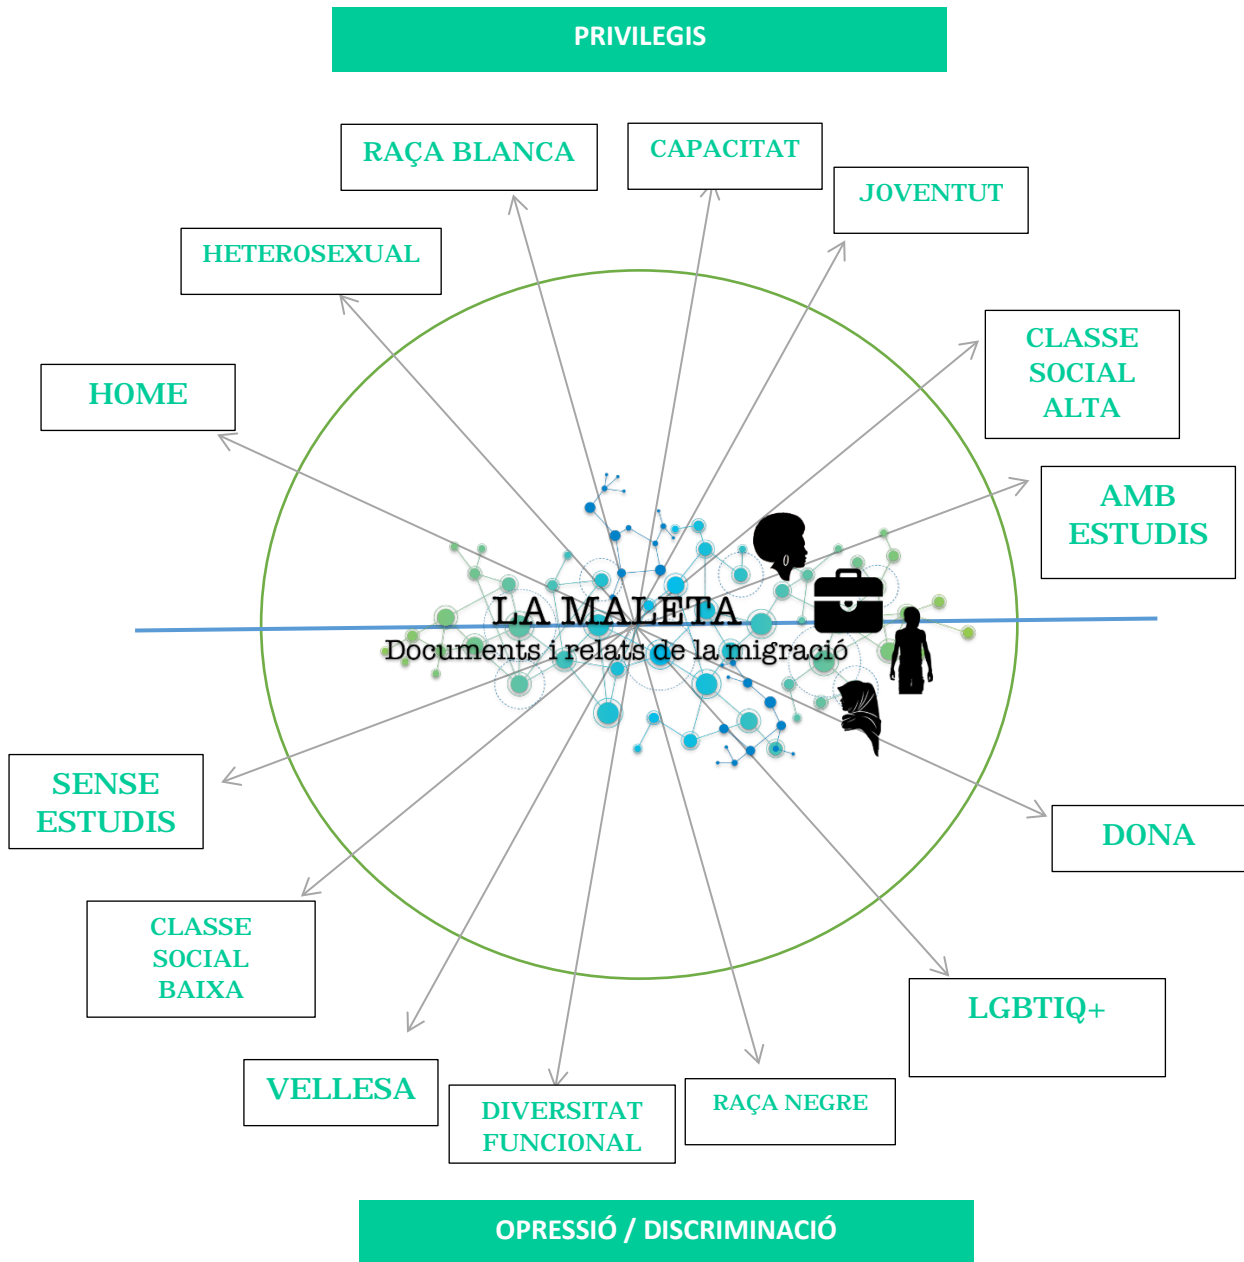 PRIVILEGIS
RAÇA BLANCA
CAPACITAT
JOVENTUT
HETEROSEXUAL
CLASSE
SOCIAL
ALTA
HOME
AMB
ESTUDIS
LA MALETA
Documents i relats de la migració
SENSE
ESTUDIS
DONA
CLASSE
SOCIAL
BAIXA
LGBTIQ+
VELLESA
DIVERSITAT
FUNCIONAL
RAÇA NEGRE
OPRESSIÓ / DISCRIMINACIÓ